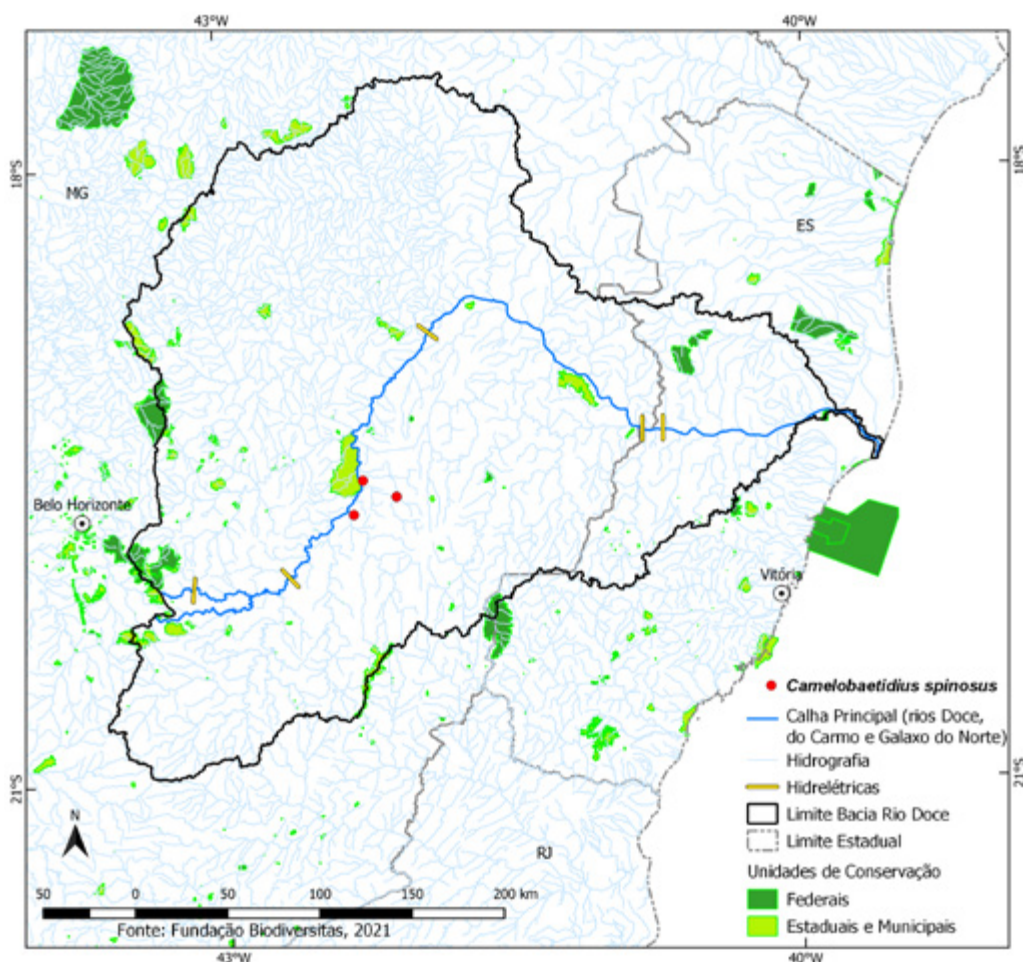 43°W
40°W
18°S
18°S
MG
ES
Belo Horizonte
Vitória
Camelobaetidius spinosus
Calha Principal (rios Doce,
do Carmo e Galaxo do Norte)
Hidrografia
Hidrelétricas
Limite Bacia Rio Doce
Limite Estadual
Unidades de Conservação
Federais
Estaduais e Municipais
21°S
21°S
N
RJ
50 0 50 100 150 200 km
Fonte: Fundação Biodiversitas, 2021
43°W
40°W